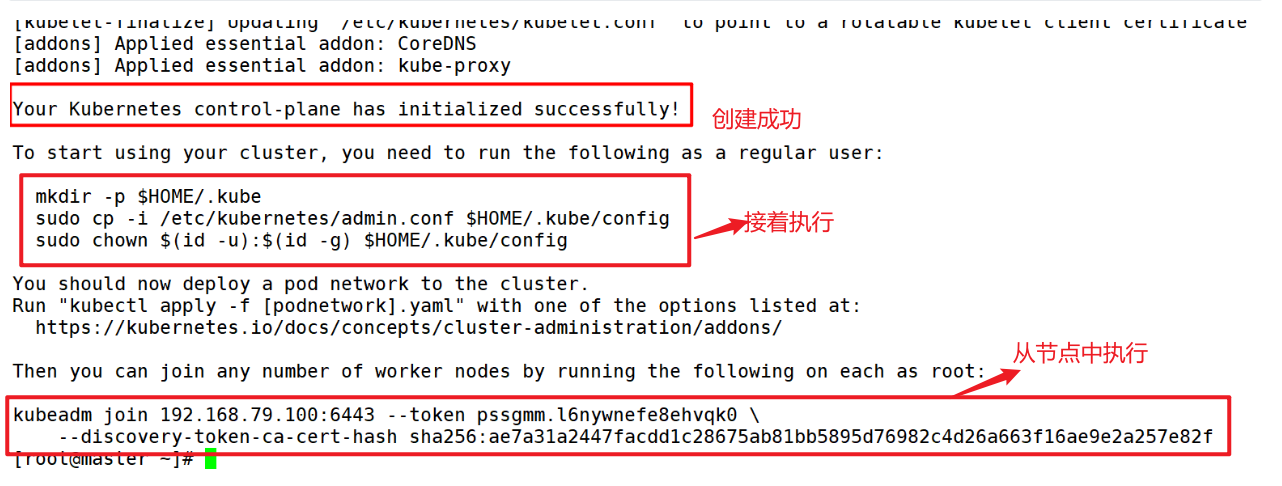 [kubelet-finalize] Updating "/etc/kubernetes/kubelet.conf" to point to a rotatable kubelet client certificate
[addons] Applied essential addon: CoreDNS
[addons] Applied essential addon: kube-proxy
Your Kubernetes control-plane has initialized successfully!
创建成功
To start using your cluster, you need to run the following as a regular user:
mkdir -p $HOME/.kube
sudo cp -i /etc/kubernetes/admin.conf $HOME/.kube/config
接着执行
sudo chown $(id -u):$(id -g) $HOME/.kube/config
You should now deploy a pod network to the cluster.
Run "kubectl apply -f [podnetwork].yaml" with one of the options listed at:
https://kubernetes.io/docs/concepts/cluster-administration/addons/
从节点中执行
Then you can join any number of worker nodes by running the following on each as root:
kubeadm join 192.168.79.100:6443 --token pssgmm.l6nywnefe8ehvqk0 \
--discovery-token-ca-cert-hash sha256:ae7a31a2447facdd1c28675ab81bb5895d76982c4d26a663f16ae9e2a257e82f
[root@master ~]#